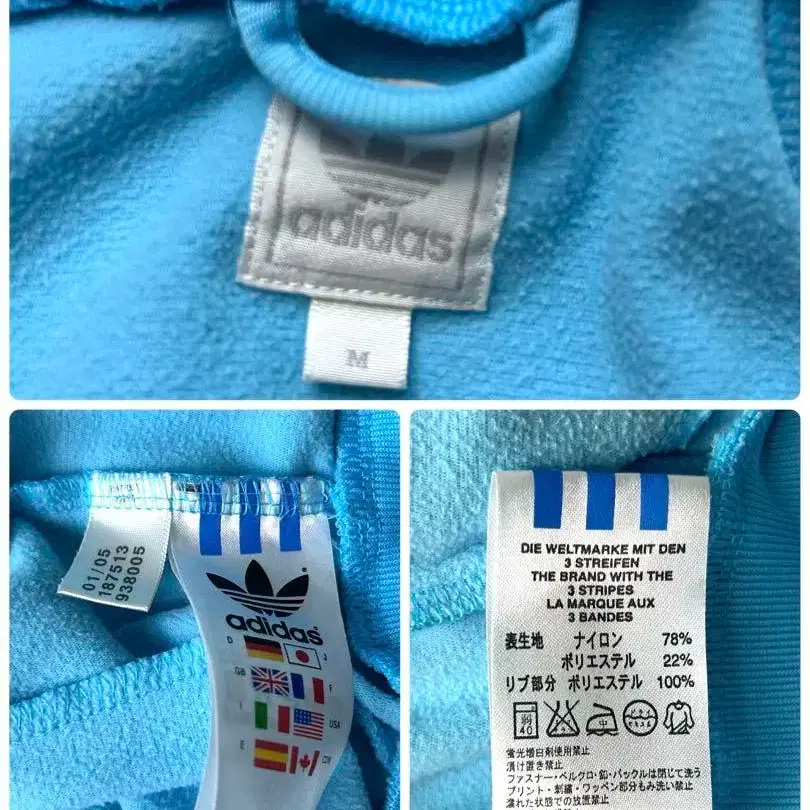 adidas
M
01/05
187513
938005
adidas
D
J
GB
F
I
USA
E
CDN
DIE WELTMARKE MIT DEN
3 STREIFEN
THE BRAND WITH THE
3 STRIPES
LA MARQUE AUX
3 BANDES
表生地 ナイロン 78%
ポリエステル 22%
リブ部分 ポリエステル 100%
弱
40
蛍光増白剤使用禁止
漬け置き禁止
ファスナー・ベルクロ・釦・バックルは閉じて洗う
プリント・刺繍・ワッペン部分もみ洗い禁止
濡れた状態での放置禁止